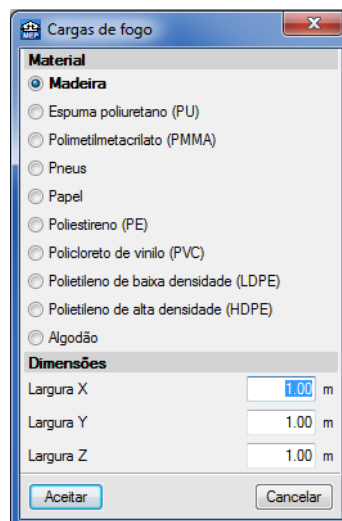 MEP Cargas de fogo
Material
Madeira
Espuma poliuretano (PU)
Polimetilmetacrilato (PMMA)
Pneus
Papel
Poliestireno (PE)
Policloreto de vinilo (PVC)
Polietileno de baixa densidade (LDPE)
Polietileno de alta densidade (HDPE)
Algodão
Dimensões
Largura X 1.00 m
Largura Y 1.00 m
Largura Z 1.00 m
Aceitar Cancelar